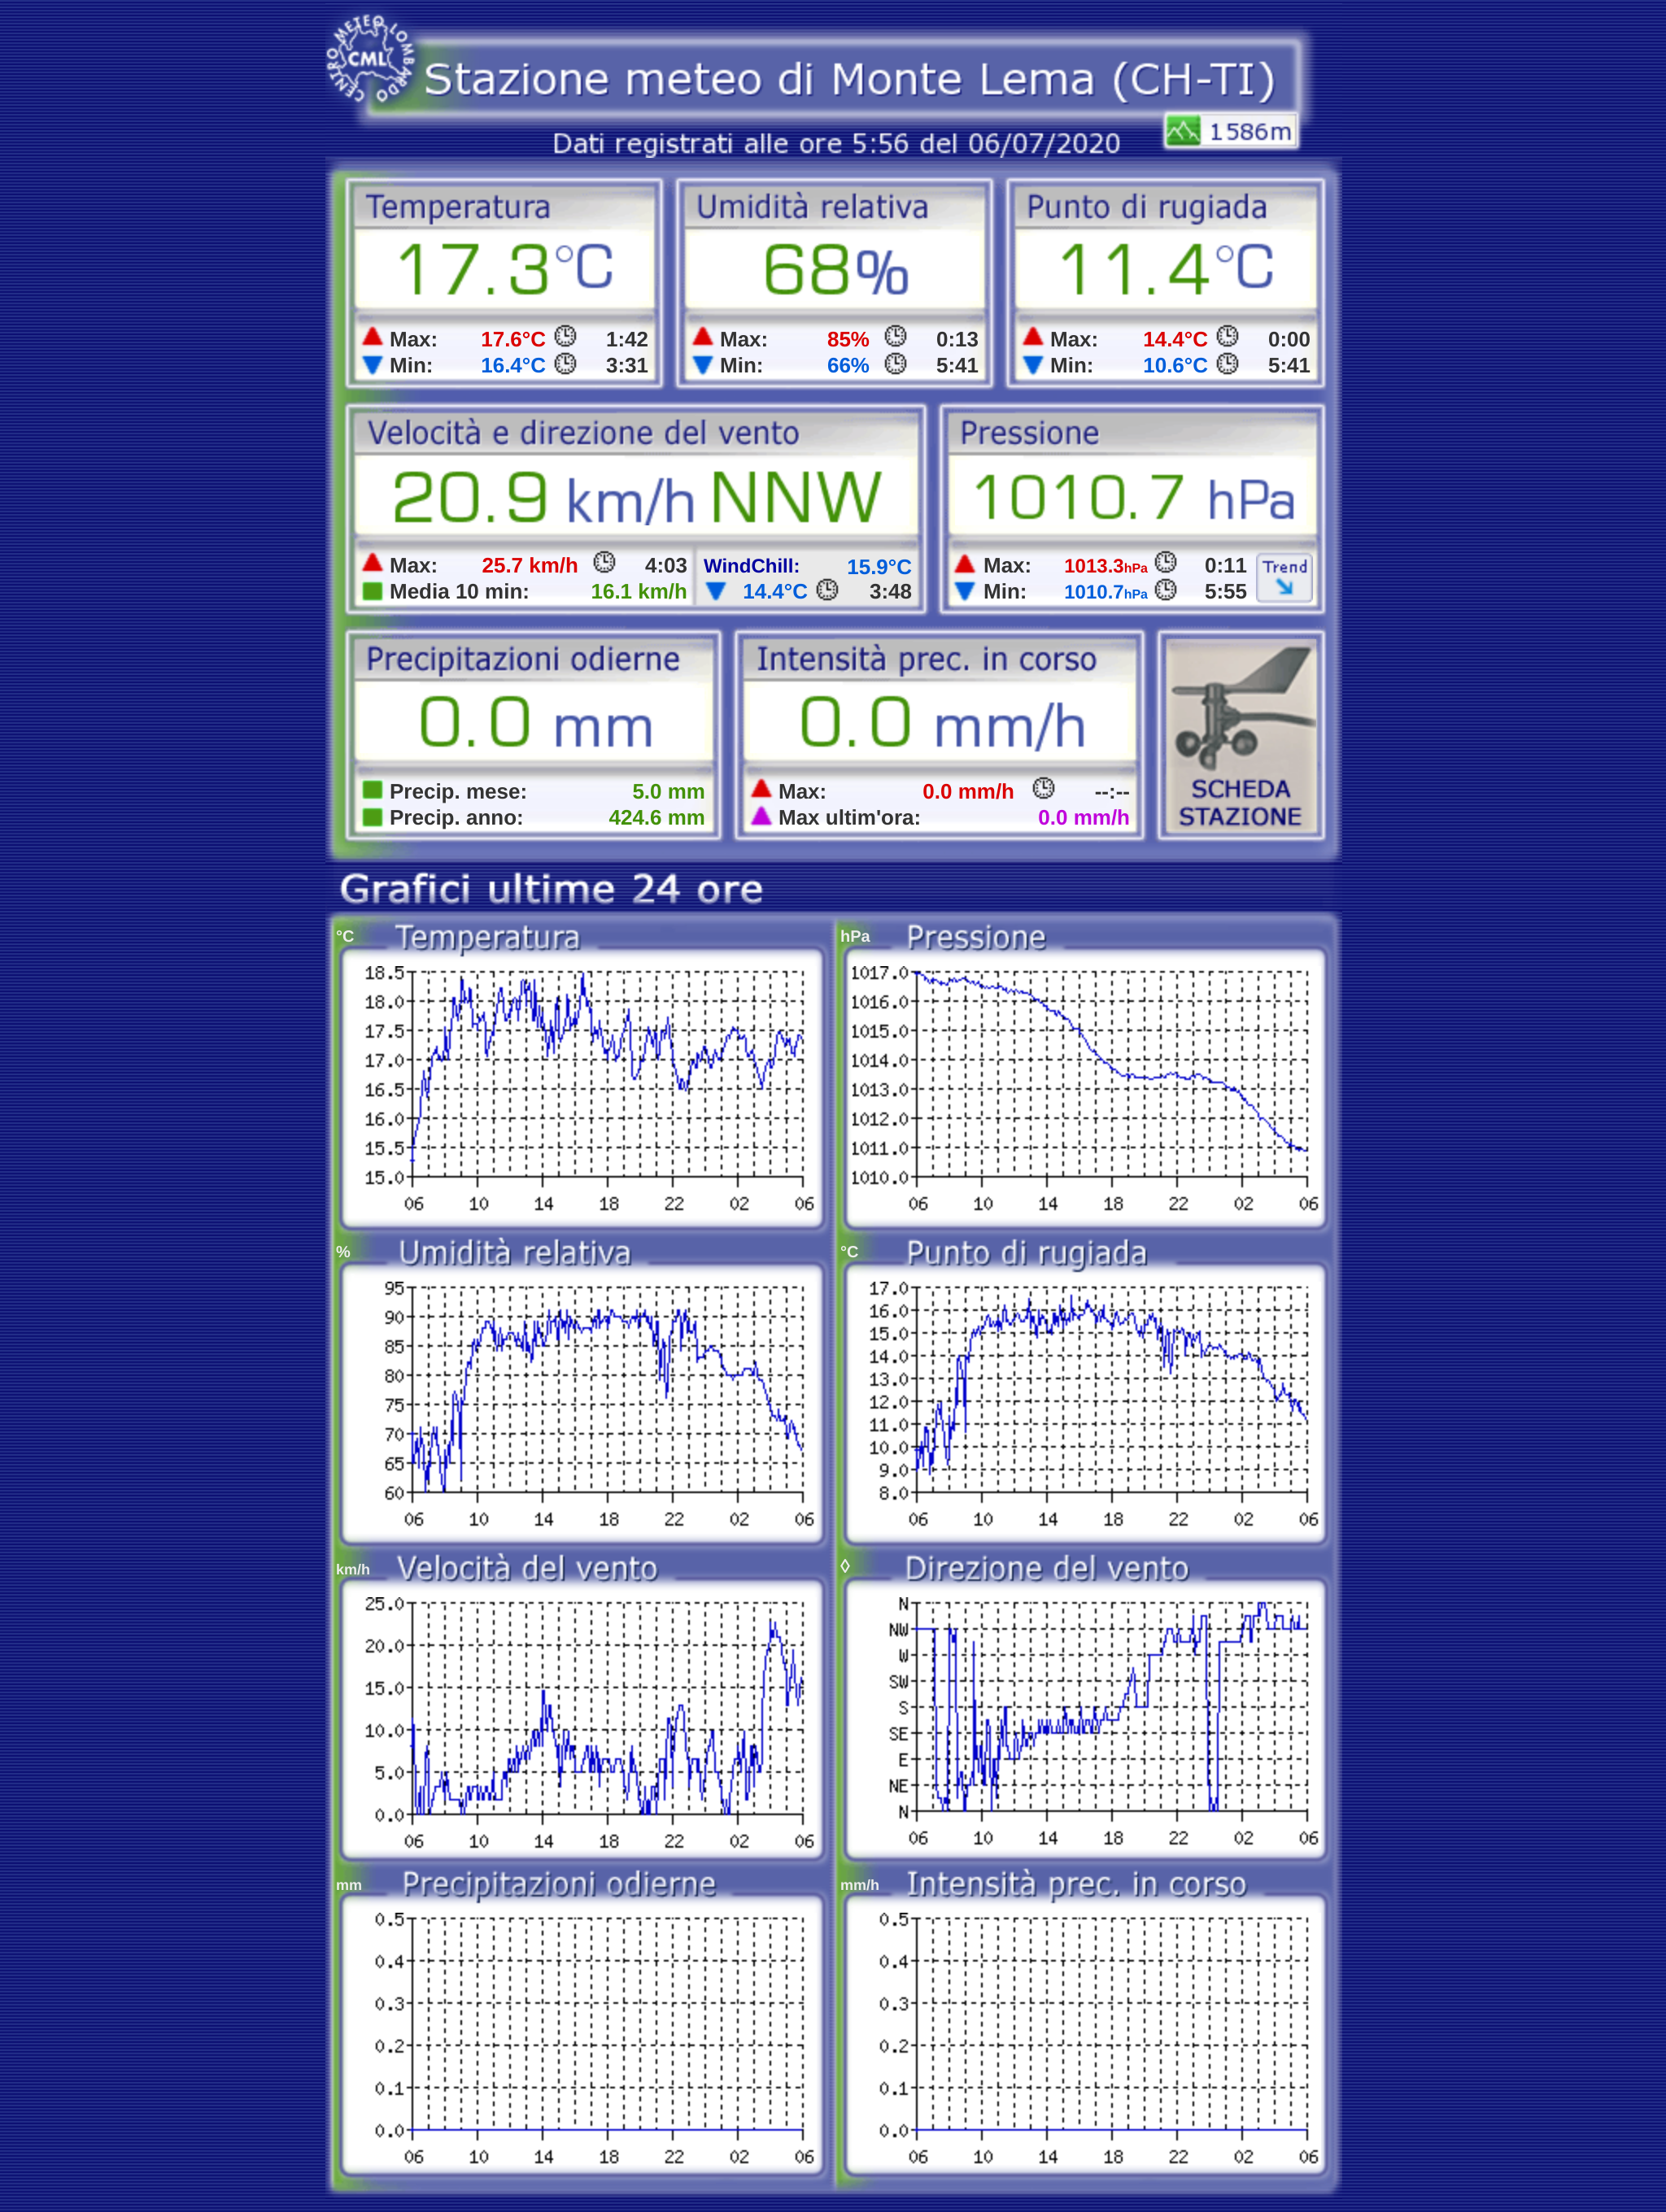 CENTRO METEO LOMBARDO
CML
Stazione meteo di Monte Lema (CH-TI)
Dati registrati alle ore 5:56 del 06/07/2020
1586m
Temperatura Umidità relativa Punto di rugiada
17.3°C 68% 11.4°C
Max: 17.6°C 1:42 Max: 85% 0:13 Max: 14.4°C 0:00
Min: 16.4°C 3:31 Min: 66% 5:41 Min: 10.6°C 5:41
Velocità e direzione del vento Pressione
20.9 km/h NNW 1010.7 hPa
Max: 25.7 km/h 4:03 WindChill: 15.9°C Max: 1013.3hPa 0:11 Trend
Media 10 min: 16.1 km/h 14.4°C 3:48 Min: 1010.7hPa 5:55
Precipitazioni odierne Intensità prec. in corso
0.0 mm 0.0 mm/h
Precip. mese: 5.0 mm Max: 0.0 mm/h --:-- SCHEDA
Precip. anno: 424.6 mm Max ultim'ora: 0.0 mm/h STAZIONE
Grafici ultime 24 ore
°C Temperatura
18.5
18.0
17.5
17.0
16.5
16.0
15.5
15.0
06 10 14 18 22 02 06
hPa Pressione
1017.0
1016.0
1015.0
1014.0
1013.0
1012.0
1011.0
1010.0
06 10 14 18 22 02 06
% Umidità relativa
95
90
85
80
75
70
65
60
06 10 14 18 22 02 06
°C Punto di rugiada
17.0
16.0
15.0
14.0
13.0
12.0
11.0
10.0
9.0
8.0
06 10 14 18 22 02 06
km/h Velocità del vento
25.0
20.0
15.0
10.0
5.0
0.0
06 10 14 18 22 02 06
◊ Direzione del vento
N
NW
W
SW
S
SE
E
NE
N
06 10 14 18 22 02 06
mm Precipitazioni odierne
0.5
0.4
0.3
0.2
0.1
0.0
06 10 14 18 22 02 06
mm/h Intensità prec. in corso
0.5
0.4
0.3
0.2
0.1
0.0
06 10 14 18 22 02 06